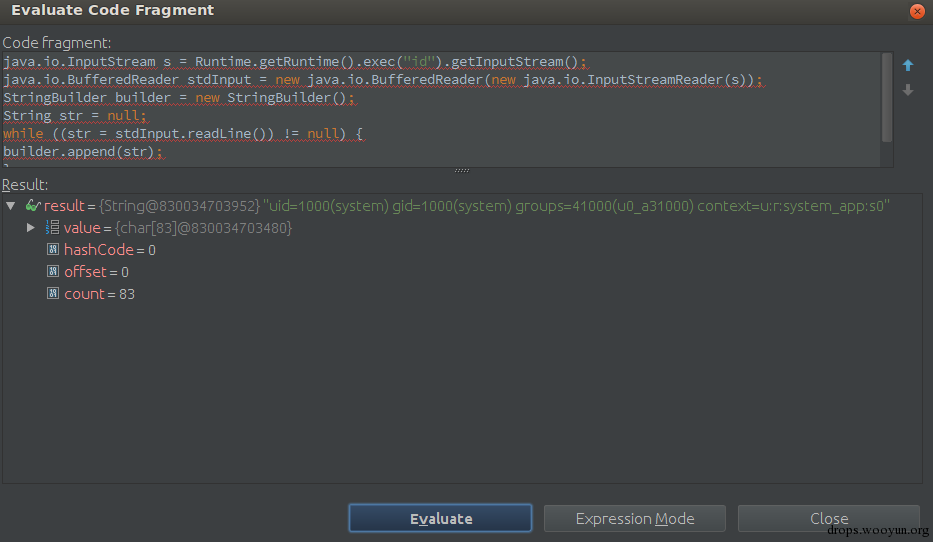 Evaluate Code Fragment
Code fragment:
java.io.InputStream s = Runtime.getRuntime().exec("id").getInputStream();
java.io.BufferedReader stdInput = new java.io.BufferedReader(new java.io.InputStreamReader(s));
StringBuilder builder = new StringBuilder();
String str = null;
while ((str = stdInput.readLine()) != null) {
builder.append(str);
Result:
result = {String@830034703952} "uid=1000(system) gid=1000(system) groups=41000(u0_a31000) context=u:r:system_app:s0"
value = {char[83]@830034703480}
hashCode = 0
offset = 0
count = 83
Evaluate
Expression Mode
Close
drops.wooyun.org